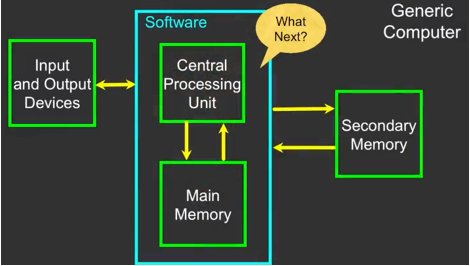 Generic
Computer
Software
What
Next?
Input
and Output
Devices
Central
Processing
Unit
Secondary
Memory
Main
Memory